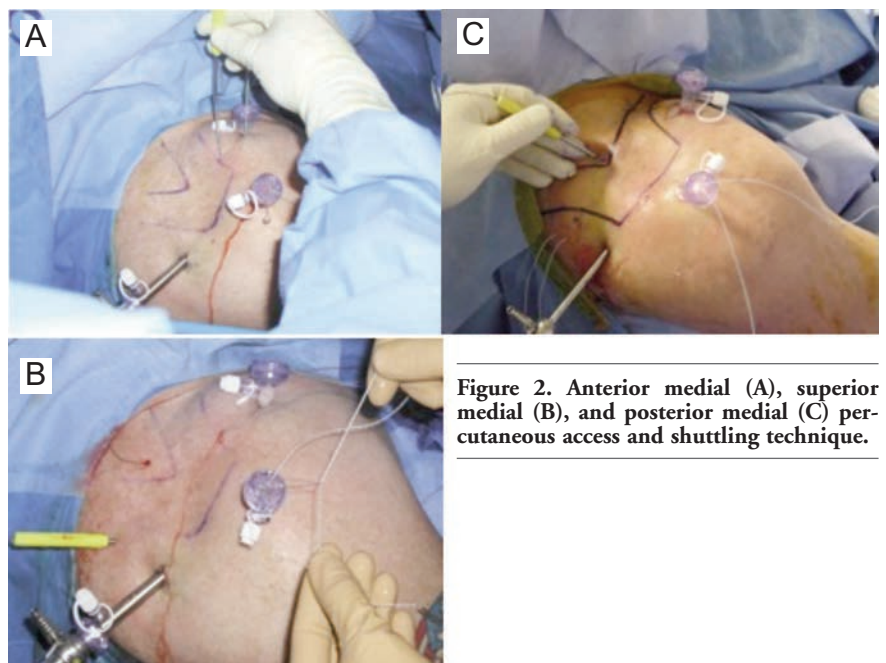 A
C
B
Figure 2. Anterior medial (A), superior
medial (B), and posterior medial (C) per-
cutaneous access and shuttling technique.